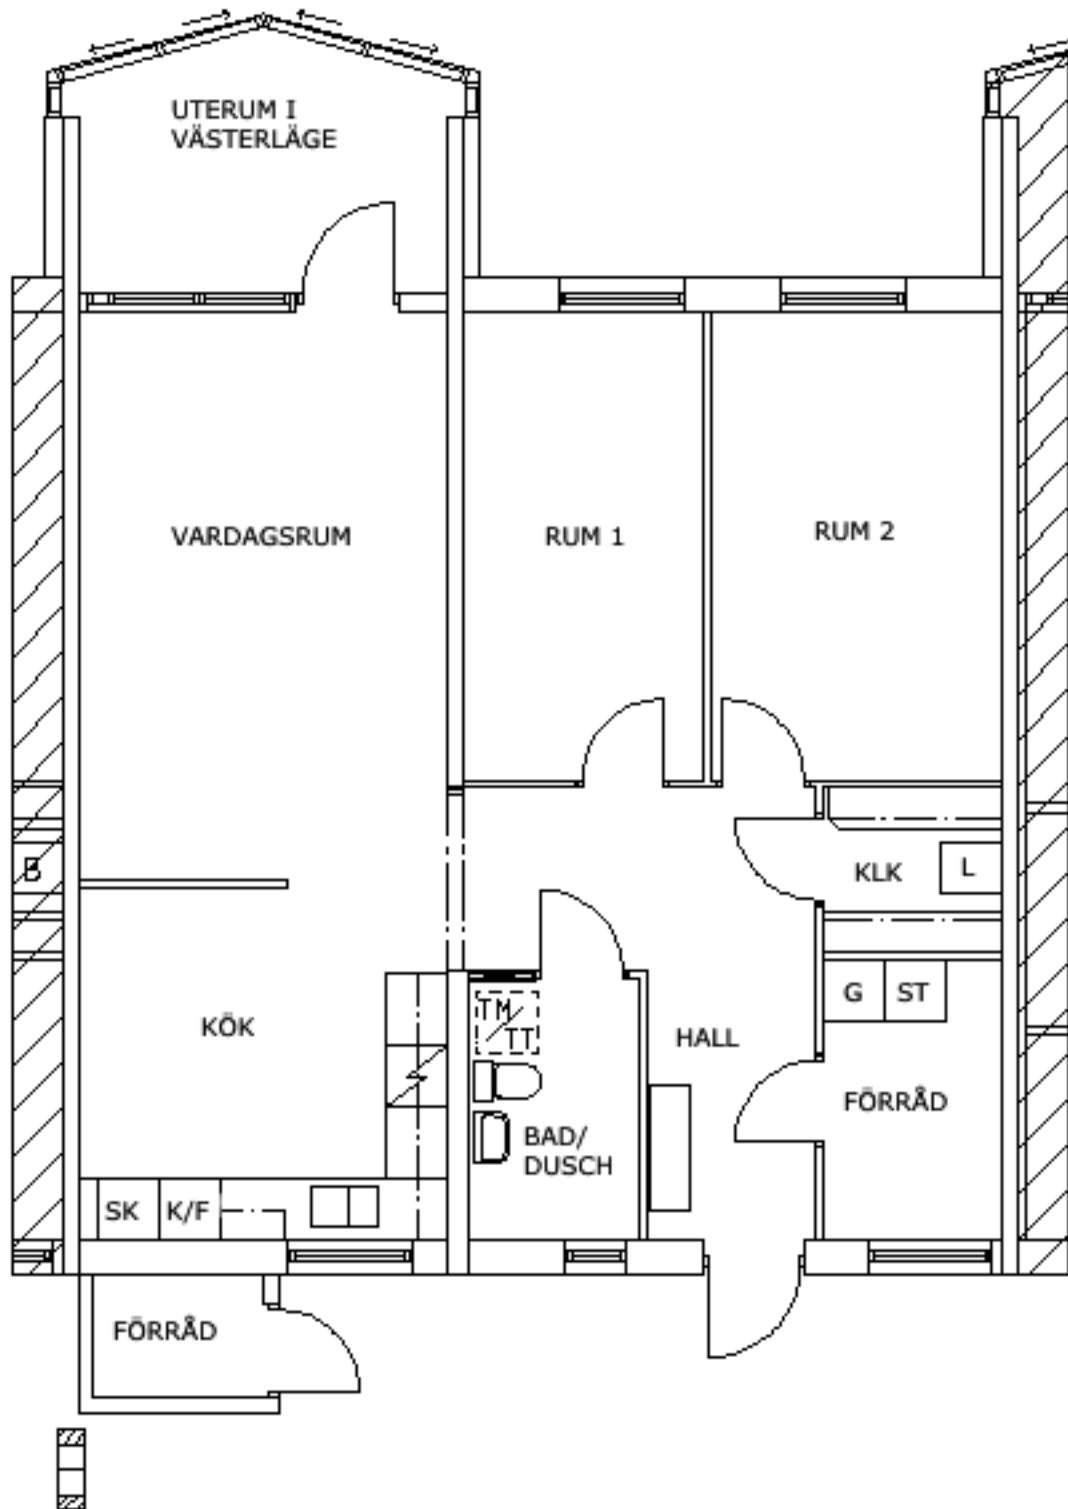 UTERUM I
VÄSTERLÄGE
VARDAGSRUM
RUM 1
RUM 2
B
KLK
L
G
ST
TM
TT
KÖK
HALL
FÖRRÅD
BAD/
DUSCH
SK
K/F
FÖRRÅD